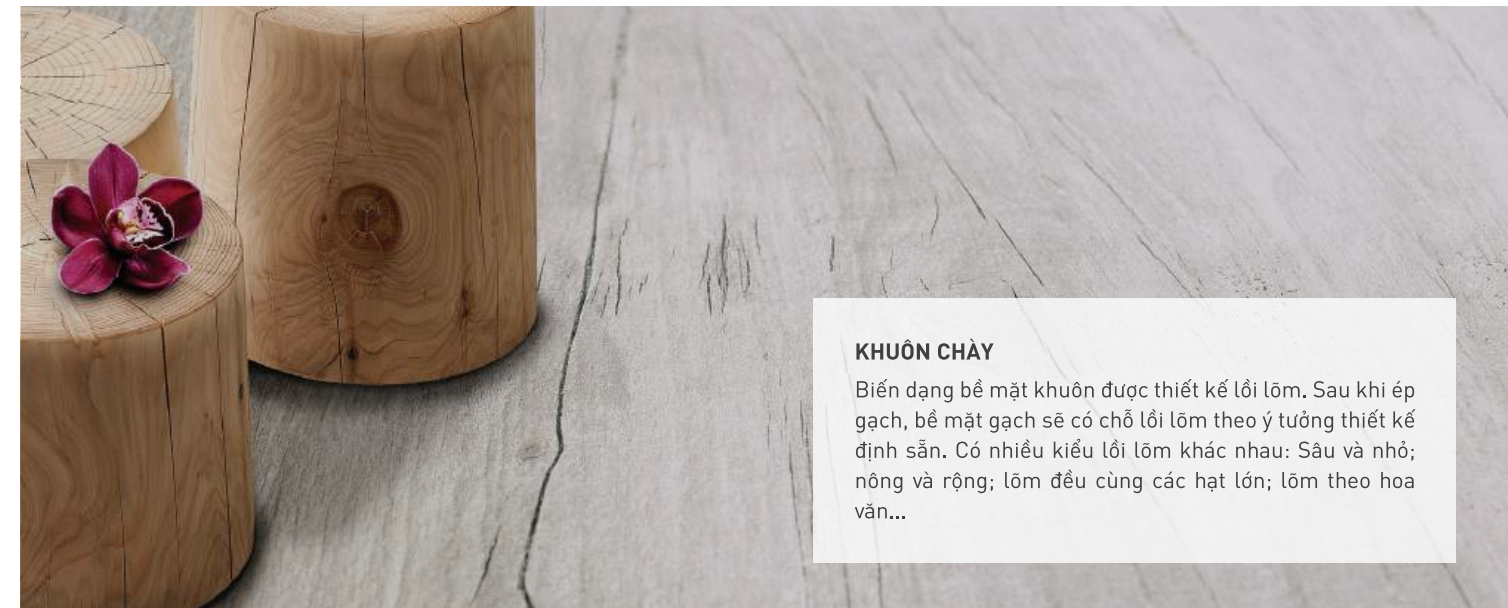 KHUÔN CHÀY
Biến dạng bề mặt khuôn được thiết kế lồi lõm. Sau khi ép
gạch, bề mặt gạch sẽ có chỗ lồi lõm theo ý tưởng thiết kế
định sẵn. Có nhiều kiểu lồi lõm khác nhau: Sâu và nhỏ;
nông và rộng; lõm đều cùng các hạt lớn; lõm theo hoa
văn...